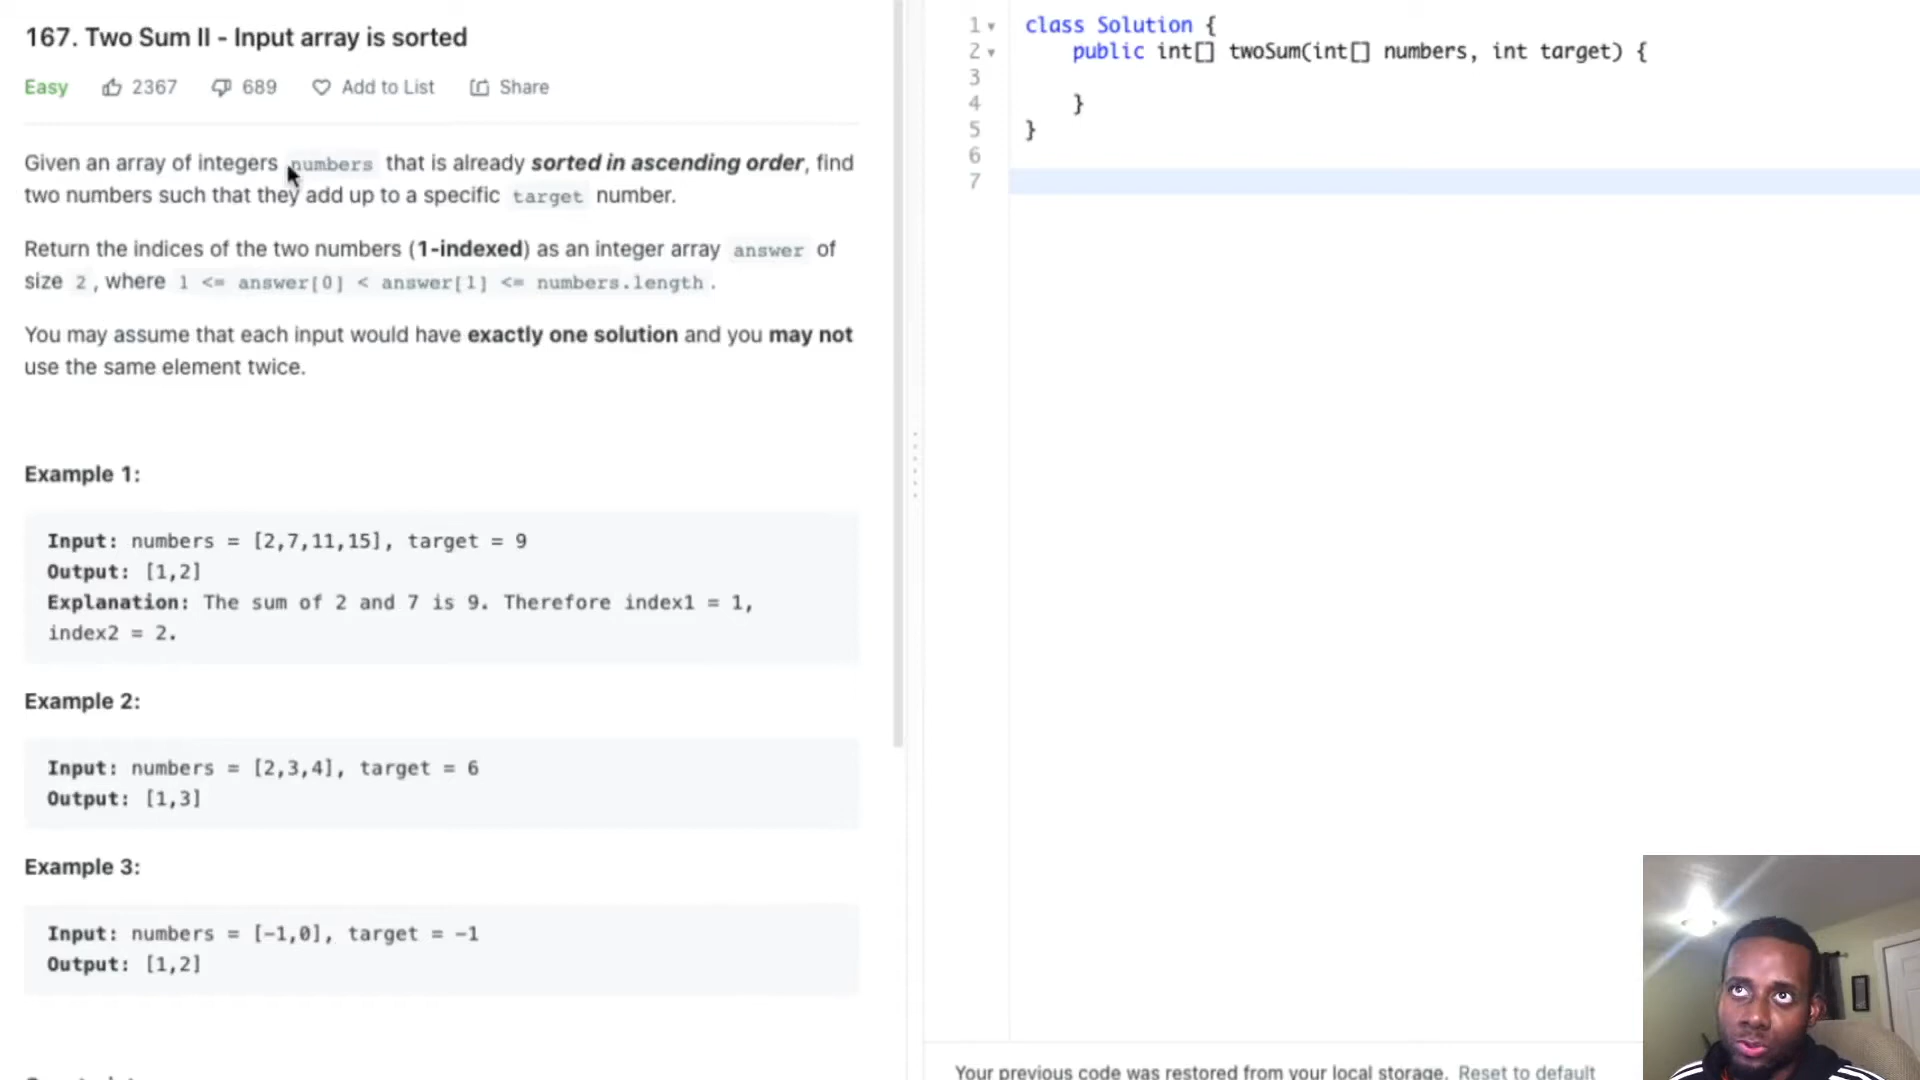 167. Two Sum II - Input array is sorted
Easy 2367 689 Add to List Share
Given an array of integers numbers that is already sorted in ascending order, find
two numbers such that they add up to a specific target number.
Return the indices of the two numbers (1-indexed) as an integer array answer of
size 2, where 1 <= answer[0] < answer[1] <= numbers.length.
You may assume that each input would have exactly one solution and you may not
use the same element twice.
Example 1:
Input: numbers = [2,7,11,15], target = 9
Output: [1,2]
Explanation: The sum of 2 and 7 is 9. Therefore index1 = 1,
index2 = 2.
Example 2:
Input: numbers = [2,3,4], target = 6
Output: [1,3]
Example 3:
Input: numbers = [-1,0], target = -1
Output: [1,2]
1 class Solution {
2 public int[] twoSum(int[] numbers, int target) {
3
4 }
5 }
6
7
Your previous code was restored from your local storage. Reset to default